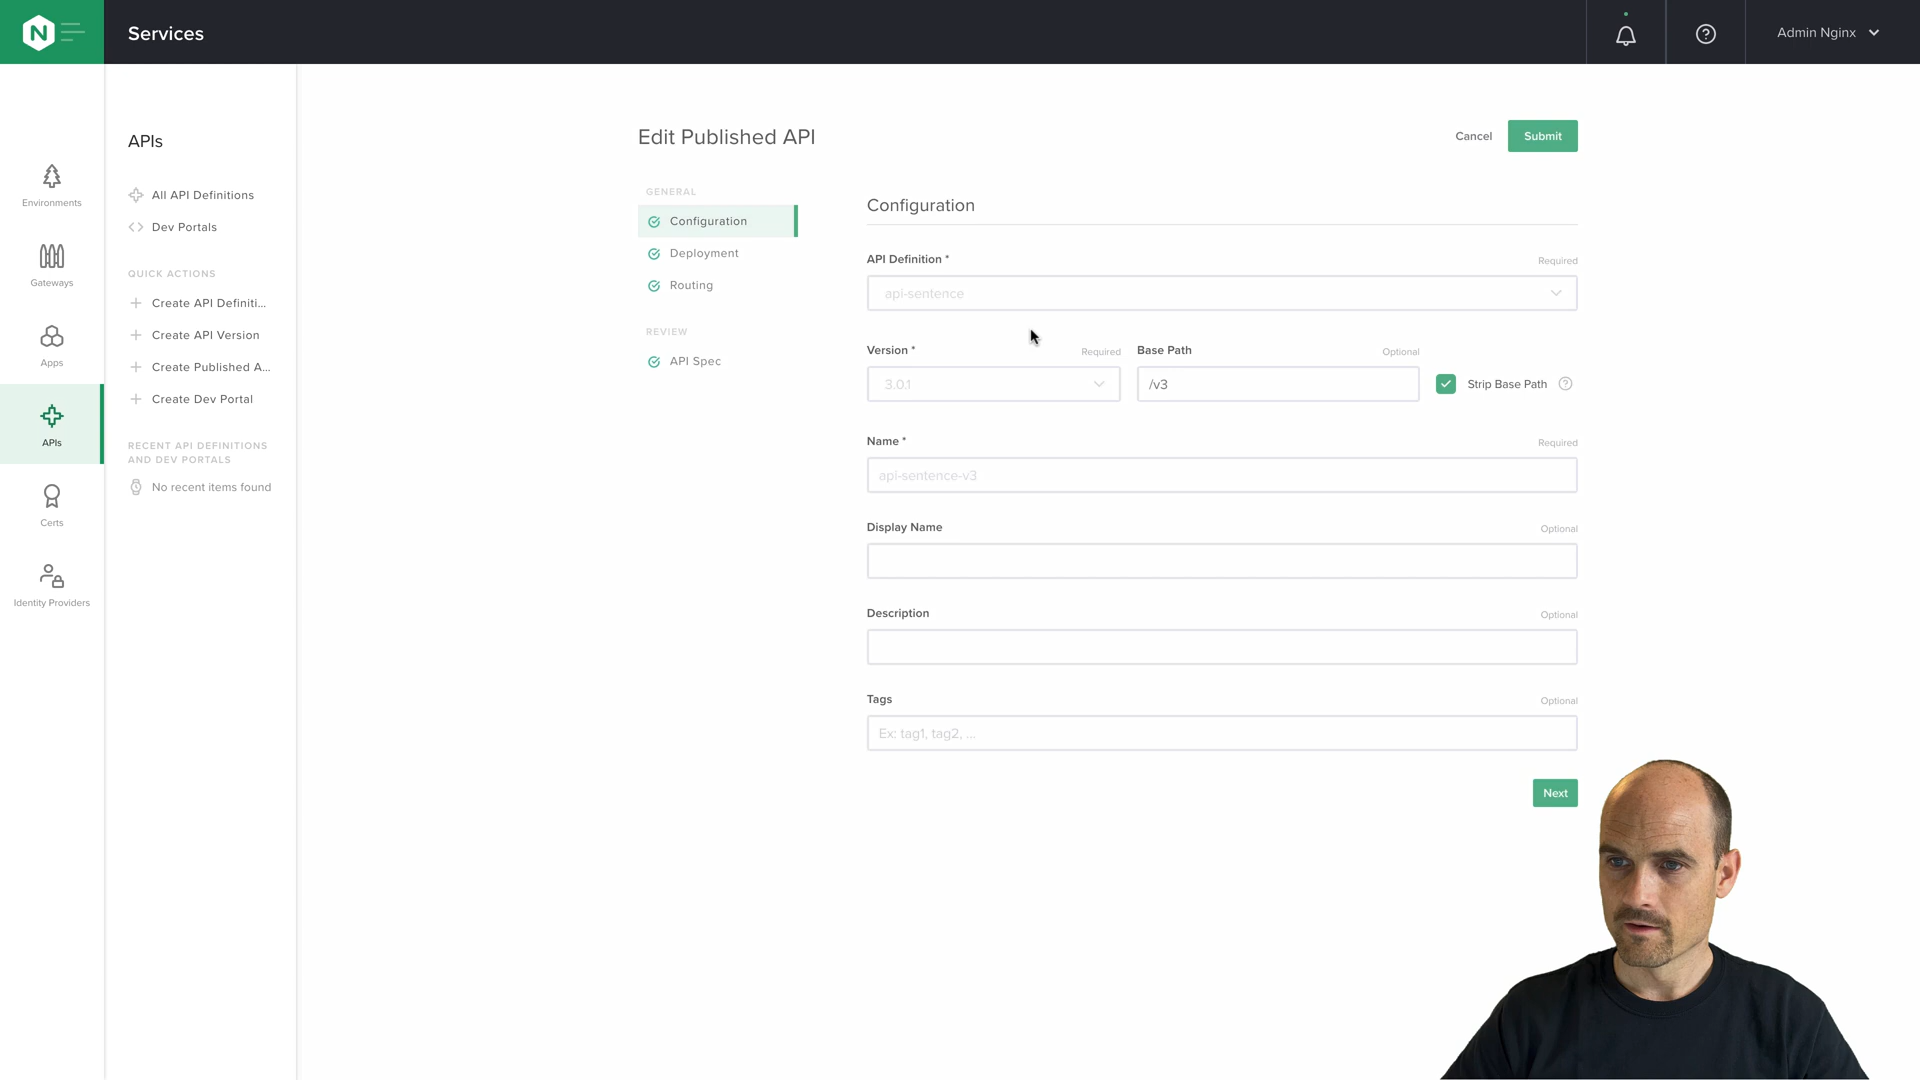 N
Services
Admin Nginx
Environments
Gateways
Apps
APIs
Certs
Identity Providers
APIs
All API Definitions
Dev Portals
QUICK ACTIONS
Create API Definiti...
Create API Version
Create Published A...
Create Dev Portal
RECENT API DEFINITIONS
AND DEV PORTALS
No recent items found
Edit Published API
Cancel
Submit
GENERAL
Configuration
Deployment
Routing
REVIEW
API Spec
Configuration
API Definition *
Required
api-sentence
Version *
Required
Base Path
Optional
3.0.1
/v3
Strip Base Path
Name *
Required
api-sentence-v3
Display Name
Optional
Description
Optional
Tags
Optional
Ex: tag1, tag2, ...
Next